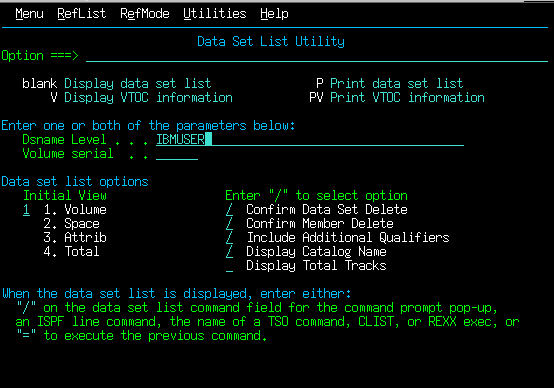 Menu  RefList  RefMode  Utilities  Help
Data Set List Utility
Option ===>
blank Display data set list          P Print data set list
V Display VTOC information          PV Print VTOC information
Enter one or both of the parameters below:
Dsname Level . . . IBMUSER
Volume serial  . .
Data set list options
Initial View          Enter "/" to select option
1  1. Volume          /  Confirm Data Set Delete
2. Space          /  Confirm Member Delete
3. Attrib          /  Include Additional Qualifiers
4. Total          /  Display Catalog Name
_  Display Total Tracks
When the data set list is displayed, enter either:
"/" on the data set list command field for the command prompt pop-up,
an ISPF line command, the name of a TSO command, CLIST, or REXX exec, or
"=" to execute the previous command.